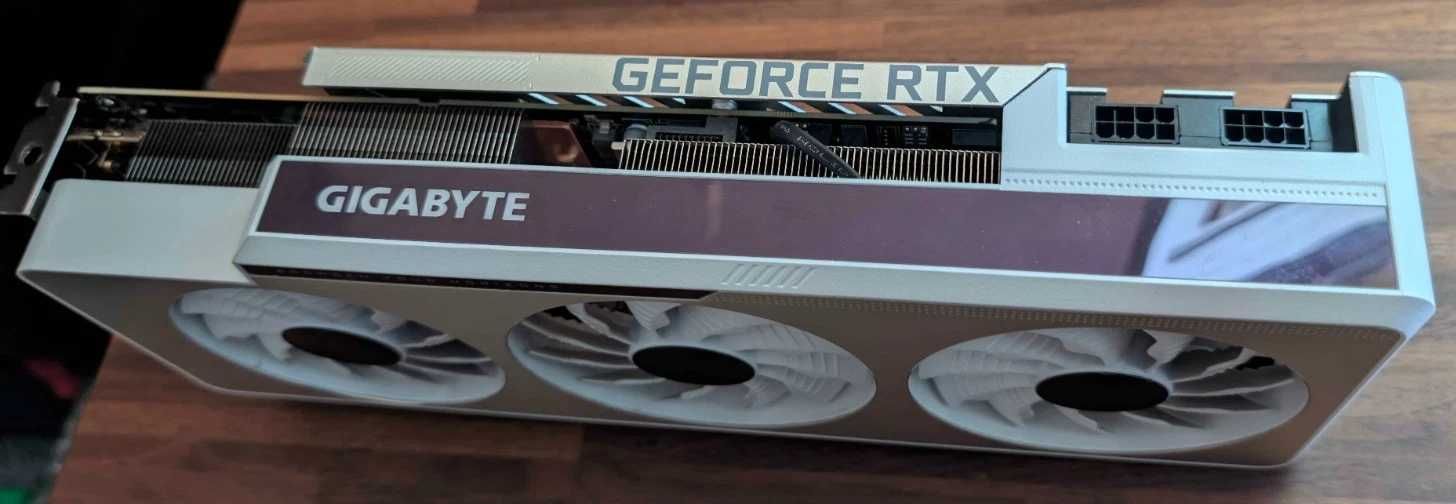 GEFORCE RTX
GIGABYTE